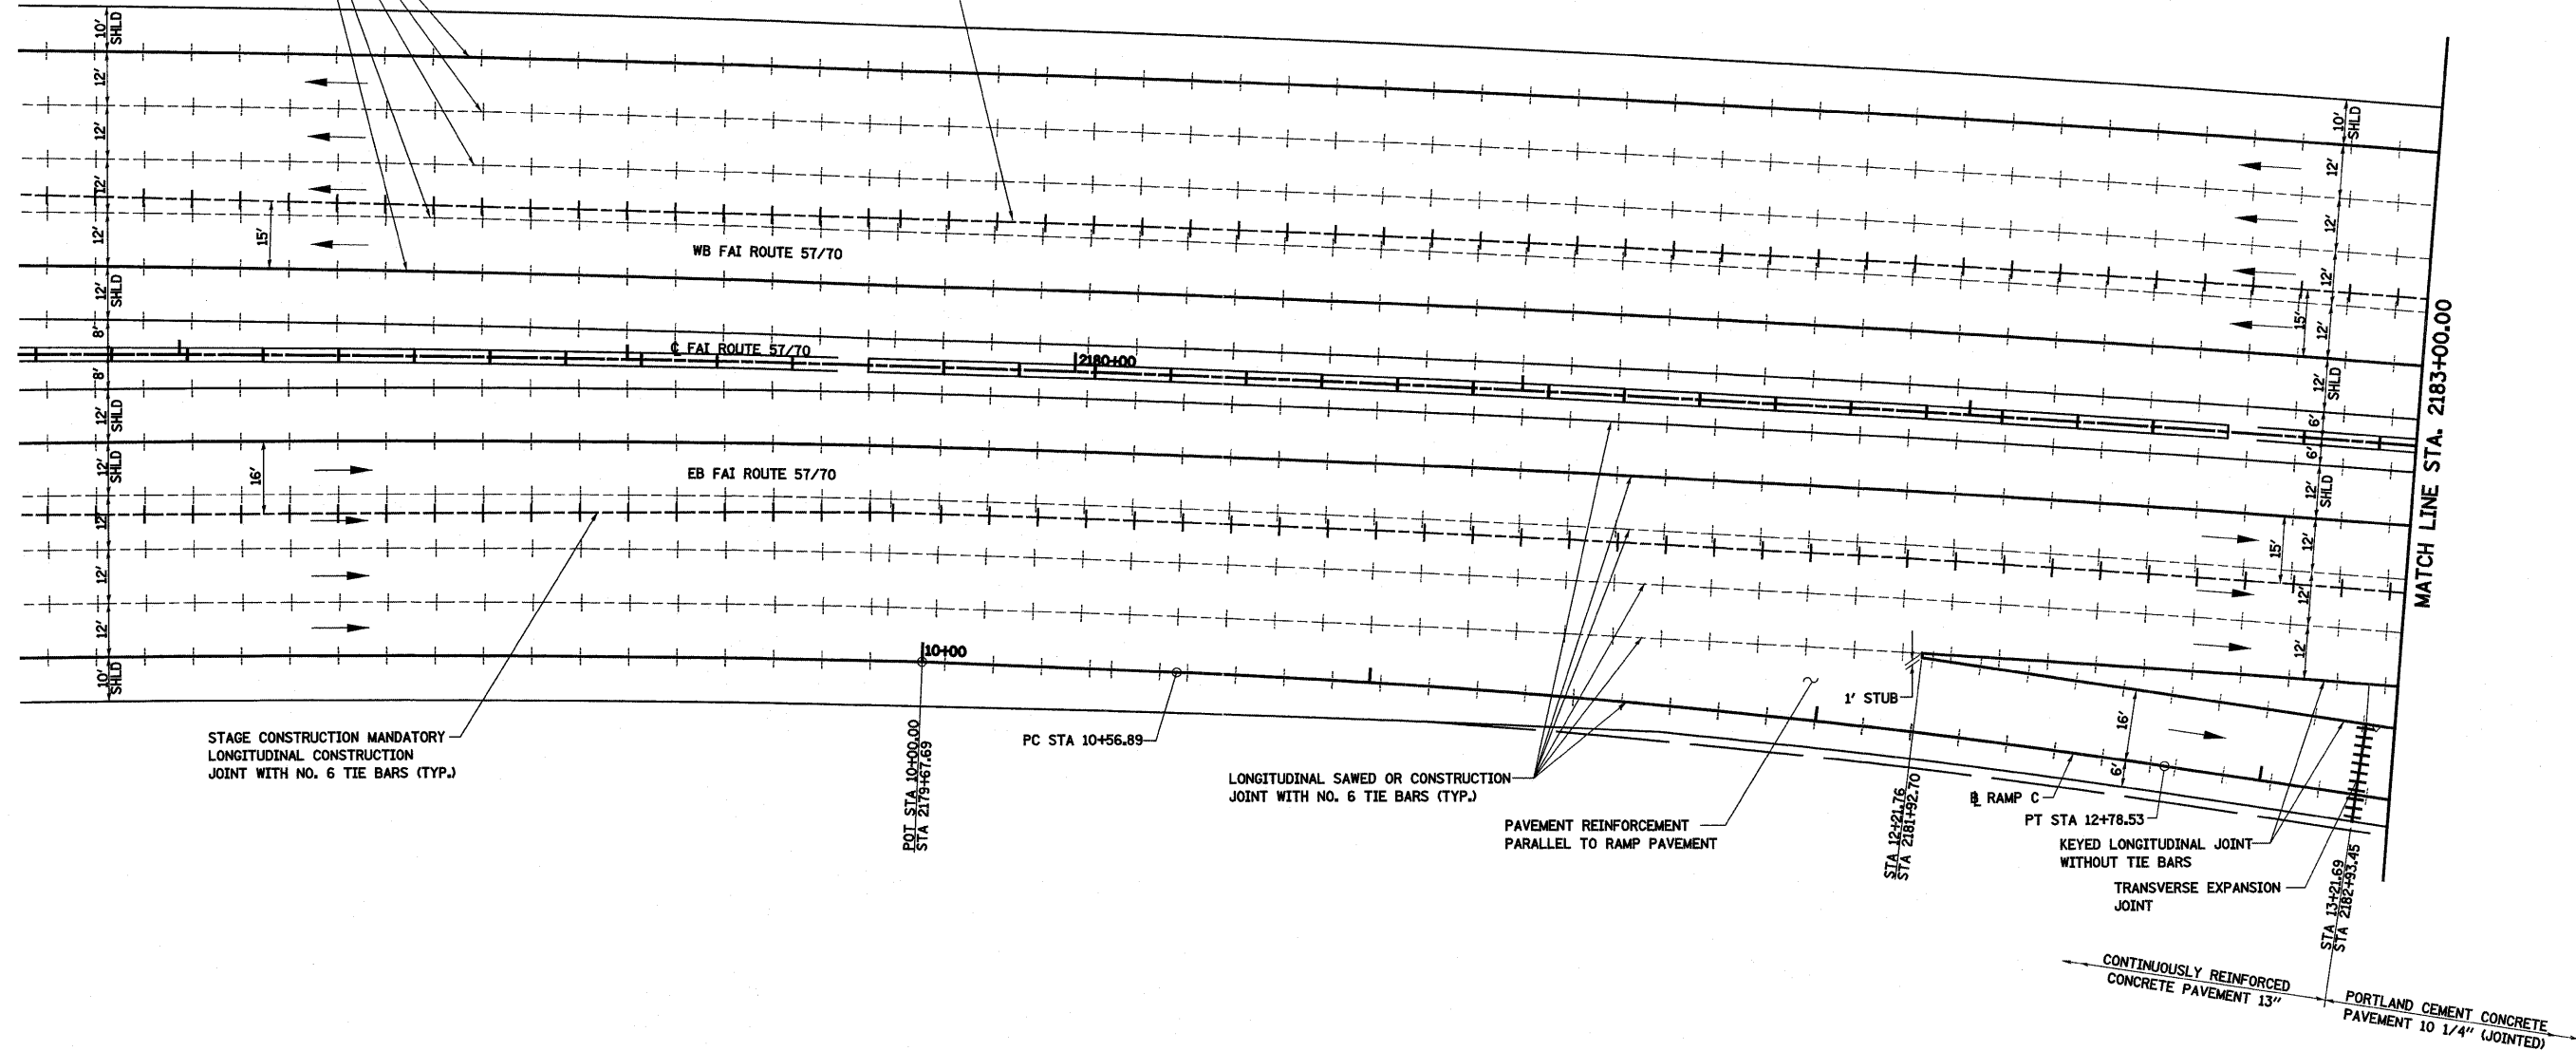 10'
SHLD
12'
12'
12'
12'
15'
12'
SHLD
8'
8'
12'
SHLD
12'
SHLD
16'
12'
12'
12'
10'
SHLD
WB FAI ROUTE 57/70
℄ FAI ROUTE 57/70
2180+00
EB FAI ROUTE 57/70
10+00
10'
SHLD
12'
12'
12'
15'
12'
12'
SHLD
6'
6'
12'
SHLD
15'
12'
12'
12'
MATCH LINE STA. 2183+00.00
STAGE CONSTRUCTION MANDATORY
LONGITUDINAL CONSTRUCTION
JOINT WITH NO. 6 TIE BARS (TYP.)
POT STA 10+00.00
STA 2179+67.69
PC STA 10+56.89
LONGITUDINAL SAWED OR CONSTRUCTION
JOINT WITH NO. 6 TIE BARS (TYP.)
PAVEMENT REINFORCEMENT
PARALLEL TO RAMP PAVEMENT
1' STUB
STA 12+21.76
STA 2181+92.70
16'
6'
B RAMP C
PT STA 12+78.53
KEYED LONGITUDINAL JOINT
WITHOUT TIE BARS
TRANSVERSE EXPANSION
JOINT
STA 13+21.69
STA 2182+93.45
CONTINUOUSLY REINFORCED
CONCRETE PAVEMENT 13"
PORTLAND CEMENT CONCRETE
PAVEMENT 10 1/4" (JOINTED)